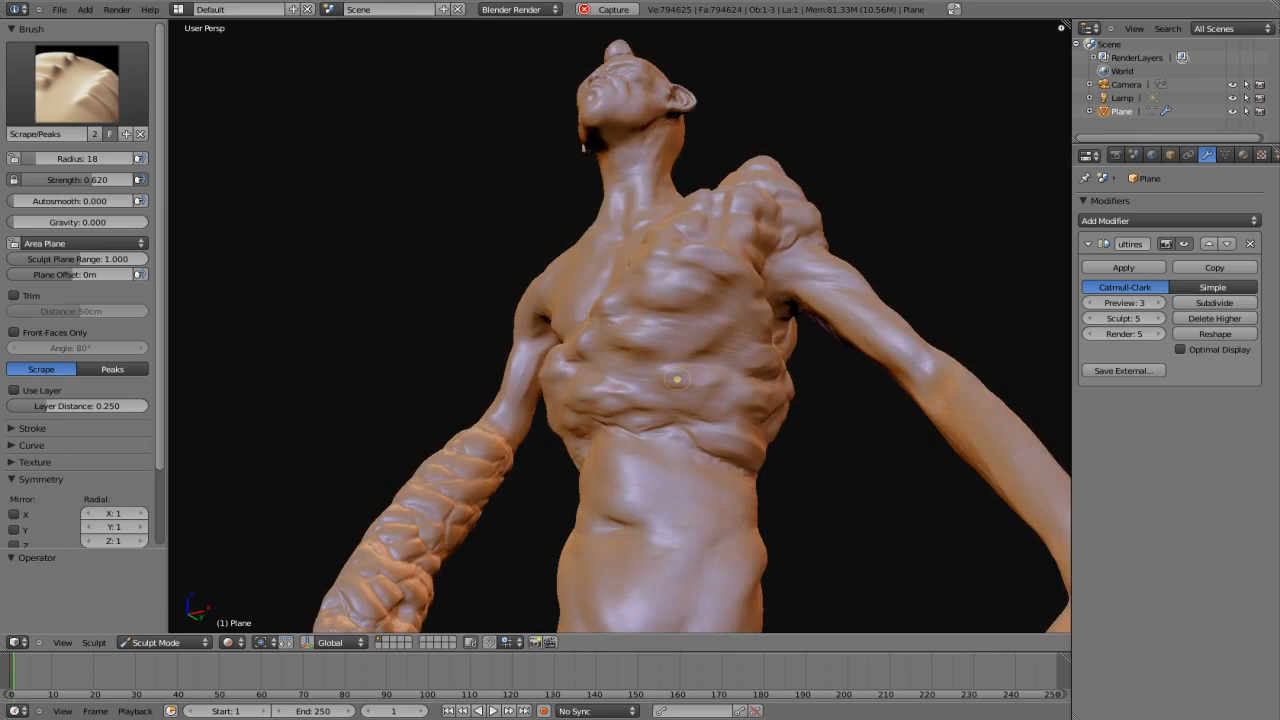 File Add Render Help Default Scene Blender Render Capture Ve:794625 | Fa:794624 | Ob:1-3 | La:1 | Mem:81.33M (10.56M) | Plane
Brush
User Persp
View Search All Scenes
Scene
RenderLayers
World
Camera
Lamp
Plane
Scrape/Peaks 2 F
Radius: 18
Strength: 0.620
Autosmooth: 0.000
Gravity: 0.000
Area Plane
Sculpt Plane Range: 1.000
Plane Offset: 0m
Trim
Distance: 50cm
Front-Faces Only
Angle: 80°
Scrape Peaks
Use Layer
Layer Distance: 0.250
Stroke
Curve
Texture
Symmetry
Mirror: Radial:
X X: 1
Y Y: 1
Z Z: 1
Operator
Plane
Modifiers
Add Modifier
ultires
Apply Copy
Catmull-Clark Simple
Preview: 3 Subdivide
Sculpt: 5 Delete Higher
Render: 5 Reshape
Optimal Display
Save External...
(1) Plane
View Sculpt Sculpt Mode Global
0 10 20 30 40 50 60 70 80 90 100 110 120 130 140 150 160 170 180 190 200 210 220 230 240 250
View Frame Playback Start: 1 End: 250 1 No Sync